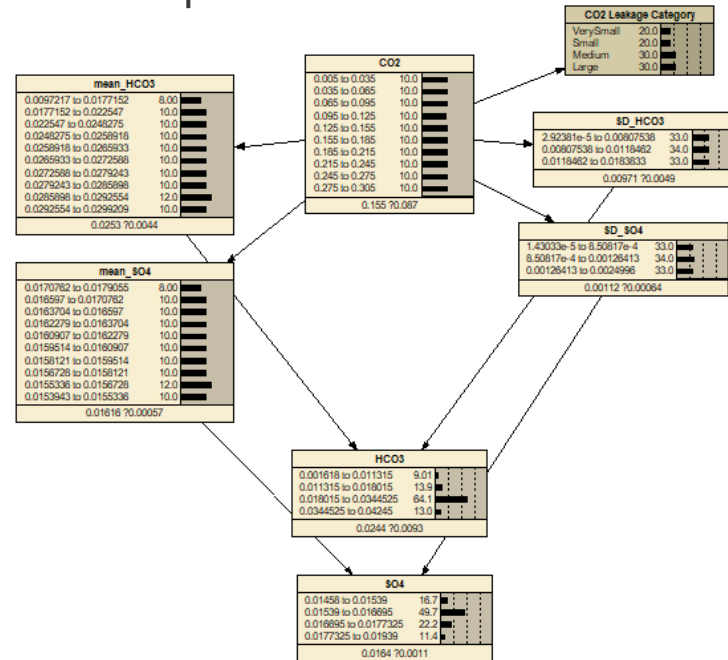 CO2 Leakage Category
VerySmall 20.0
Small 20.0
Medium 30.0
Large 30.0
CO2
0.005 to 0.035 10.0
0.035 to 0.065 10.0
0.065 to 0.095 10.0
0.095 to 0.125 10.0
0.125 to 0.155 10.0
0.155 to 0.185 10.0
0.185 to 0.215 10.0
0.215 to 0.245 10.0
0.245 to 0.275 10.0
0.275 to 0.305 10.0
0.155 ?0.087
mean_HCO3
0.0097217 to 0.0177152 8.00
0.0177152 to 0.022547 10.0
0.022547 to 0.0248275 10.0
0.0248275 to 0.0258918 10.0
0.0258918 to 0.0265933 10.0
0.0265933 to 0.0272588 10.0
0.0272588 to 0.0279243 10.0
0.0279243 to 0.0285898 10.0
0.0285898 to 0.0292554 12.0
0.0292554 to 0.0299209 10.0
0.0253 ?0.0044
SD_HCO3
2.92381e-5 to 0.00807538 33.0
0.00807538 to 0.0118462 34.0
0.0118462 to 0.0183833 33.0
0.00971 ?0.0049
SD_SO4
1.43033e-5 to 8.50817e-4 33.0
8.50817e-4 to 0.00126413 34.0
0.00126413 to 0.0024996 33.0
0.00112 ?0.00064
mean_SO4
0.0170762 to 0.0179055 8.00
0.016597 to 0.0170762 10.0
0.0163704 to 0.016597 10.0
0.0162279 to 0.0163704 10.0
0.0160907 to 0.0162279 10.0
0.0159514 to 0.0160907 10.0
0.0158121 to 0.0159514 10.0
0.0156728 to 0.0158121 10.0
0.0155336 to 0.0156728 12.0
0.0153943 to 0.0155336 10.0
0.01616 ?0.00057
HCO3
0.001618 to 0.011315 9.01
0.011315 to 0.018015 13.9
0.018015 to 0.0344525 64.1
0.0344525 to 0.04245 13.0
0.0244 ?0.0093
SO4
0.01458 to 0.01539 16.7
0.01539 to 0.016695 49.7
0.016695 to 0.0177325 22.2
0.0177325 to 0.01939 11.4
0.0164 ?0.0011